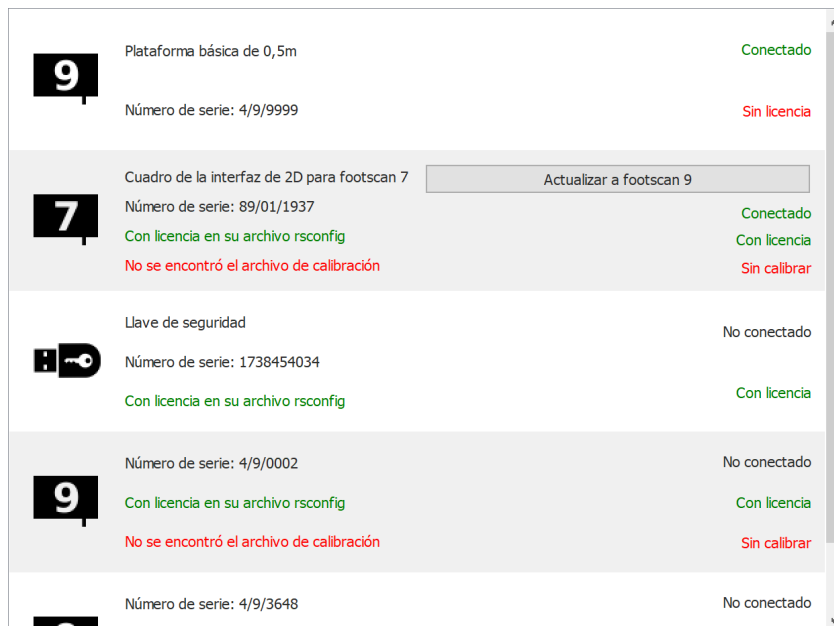 9
Plataforma básica de 0,5m
Conectado
Número de serie: 4/9/9999
Sin licencia
7
Cuadro de la interfaz de 2D para footscan 7
Actualizar a footscan 9
Número de serie: 89/01/1937
Conectado
Con licencia en su archivo rsconfig
Con licencia
No se encontró el archivo de calibración
Sin calibrar
Llave de seguridad
No conectado
Número de serie: 1738454034
Con licencia en su archivo rsconfig
Con licencia
9
Número de serie: 4/9/0002
No conectado
Con licencia en su archivo rsconfig
Con licencia
No se encontró el archivo de calibración
Sin calibrar
Número de serie: 4/9/3648
No conectado